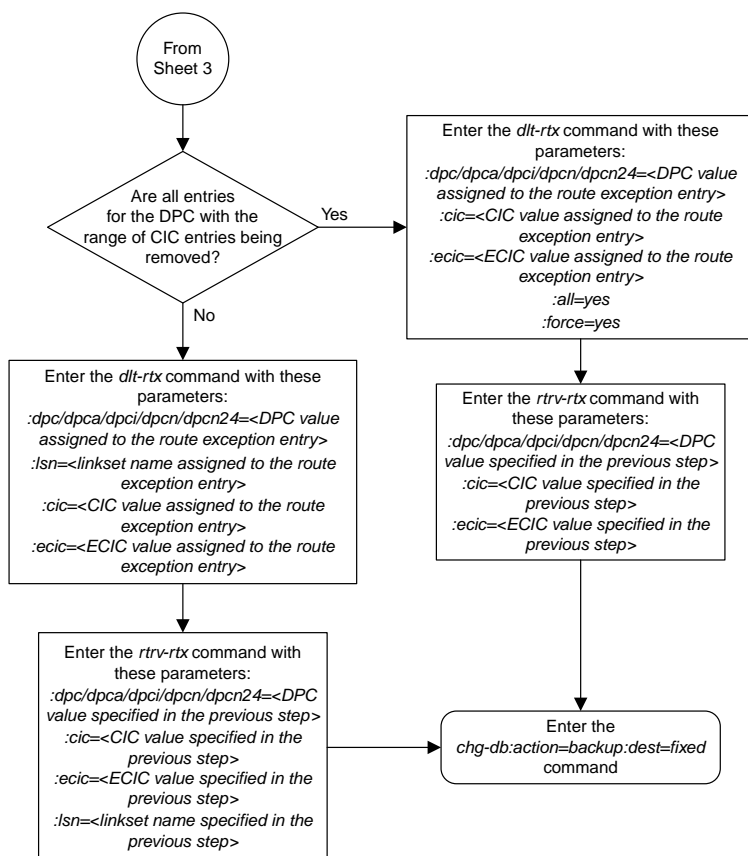 From
Sheet 3
Are all entries
for the DPC with the
range of CIC entries being
removed?
Yes
No
Enter the dlt-rtx command with these
parameters:
:dpc/dpca/dpci/dpcn/dpcn24=<DPC value
assigned to the route exception entry>
:cic=<CIC value assigned to the route
exception entry>
:ecic=<ECIC value assigned to the route
exception entry>
:all=yes
:force=yes
Enter the dlt-rtx command with these
parameters:
:dpc/dpca/dpci/dpcn/dpcn24=<DPC value
assigned to the route exception entry>
:lsn=<linkset name assigned to the route
exception entry>
:cic=<CIC value assigned to the route
exception entry>
:ecic=<ECIC value assigned to the route
exception entry>
Enter the rtrv-rtx command with
these parameters:
:dpc/dpca/dpci/dpcn/dpcn24=<DPC
value specified in the previous step>
:cic=<CIC value specified in the
previous step>
:ecic=<ECIC value specified in the
previous step>
Enter the rtrv-rtx command with
these parameters:
:dpc/dpca/dpci/dpcn/dpcn24=<DPC
value specified in the previous step>
:cic=<CIC value specified in the
previous step>
:ecic=<ECIC value specified in the
previous step>
:lsn=<linkset name specified in the
previous step>
Enter the
chg-db:action=backup:dest=fixed
command